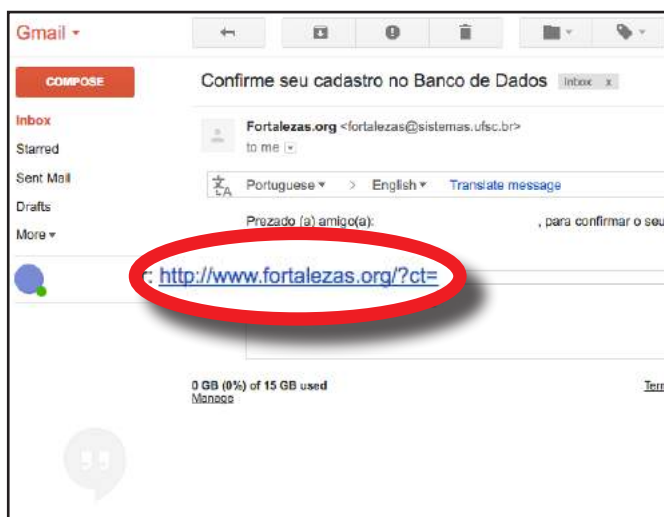 Gmail
COMPOSE
Inbox
Starred
Sent Mail
Drafts
More
Confirme seu cadastro no Banco de Dados Inbox x
Fortalezas.org <fortalezas@sistemas.ufsc.br>
to me
Portuguese > English Translate message
Prezado (a) amigo(a): , para confirmar o seu
r: http://www.fortalezas.org/?ct=
0 GB (0%) of 15 GB used
Manage